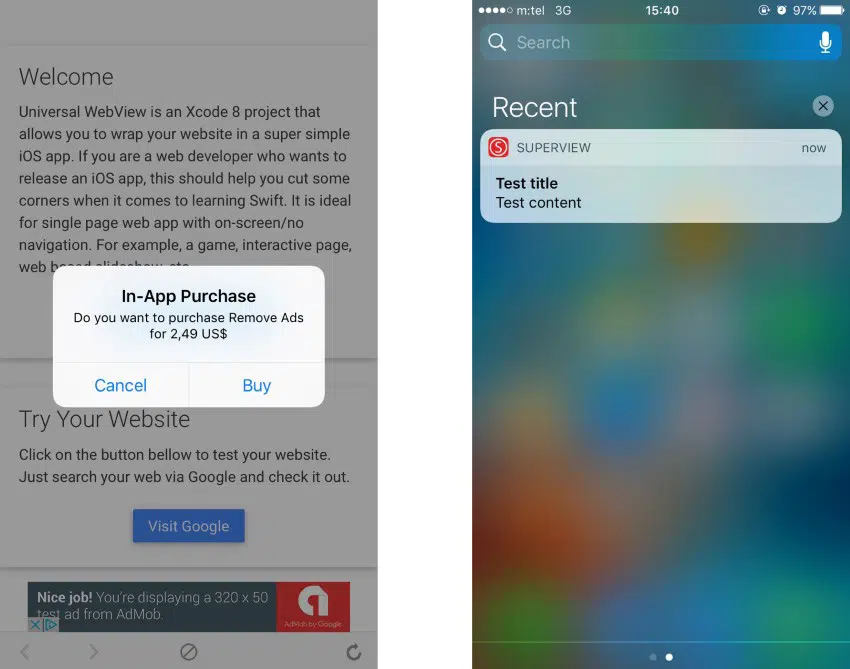 Welcome
Universal WebView is an Xcode 8 project that
allows you to wrap your website in a super simple
iOS app. If you are a web developer who wants to
release an iOS app, this should help you cut some
corners when it comes to learning Swift. It is ideal
for single page web app with on-screen/no
navigation. For example, a game, interactive page,
web based slideshow, etc.
In-App Purchase
Do you want to purchase Remove Ads
for 2,49 US$
Cancel
Buy
Try Your Website
Click on the button bellow to test your website.
Just search your web via Google and check it out.
Visit Google
Nice job! You're displaying a 320 x 50
test ad from AdMob.
AdMob by Google
m:tel 3G 15:40 97%
Search
Recent
SUPERVIEW now
Test title
Test content